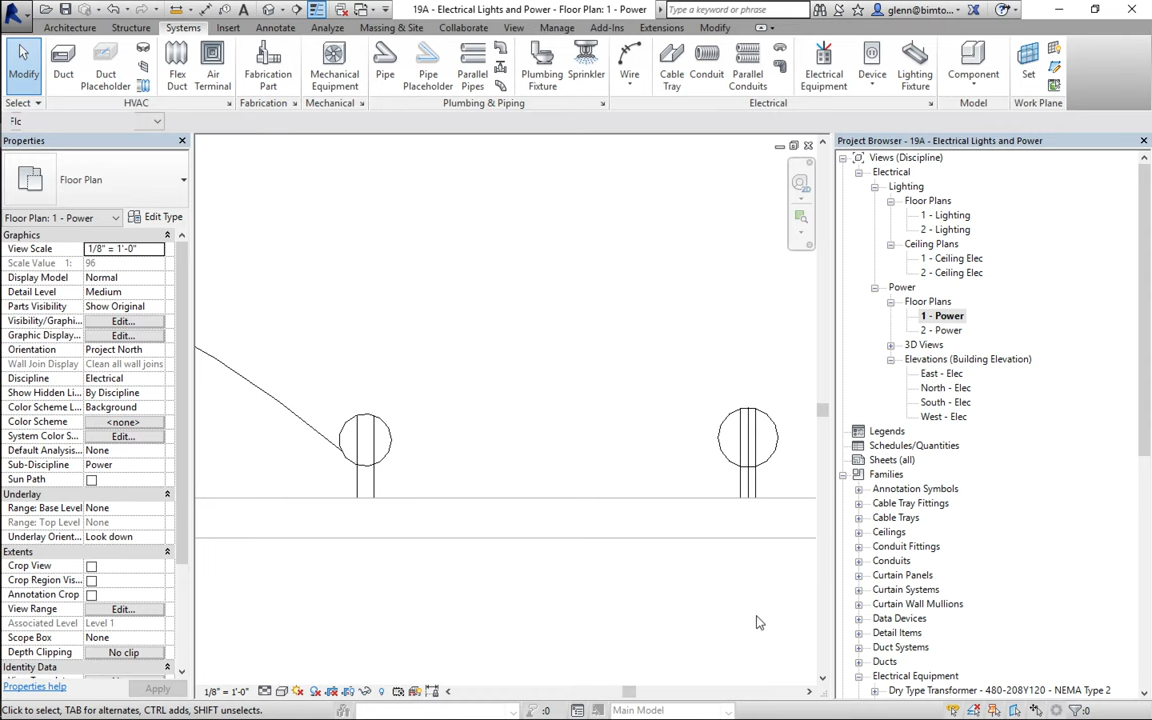 19A - Electrical Lights and Power - Floor Plan: 1 - Power
Type a keyword or phrase
glenn@bimto...
Architecture Structure Systems Insert Annotate Analyze Massing & Site Collaborate View Manage Add-Ins Extensions Modify
Modify
Duct
Duct Placeholder
Flex Duct
Air Terminal
Fabrication Part
Mechanical Equipment
Pipe
Pipe Placeholder
Parallel Pipes
Plumbing Fixture
Sprinkler
Wire
Cable Tray
Conduit
Parallel Conduits
Electrical Equipment
Device
Lighting Fixture
Component
Set
Select HVAC Fabrication Mechanical Plumbing & Piping Electrical Model Work Plane
Properties
Floor Plan
Floor Plan: 1 - Power Edit Type
Graphics
View Scale 1/8" = 1'-0"
Scale Value 1: 96
Display Model Normal
Detail Level Medium
Parts Visibility Show Original
Visibility/Graphi... Edit...
Graphic Display... Edit...
Orientation Project North
Wall Join Display Clean all wall joins
Discipline Electrical
Show Hidden Li... By Discipline
Color Scheme L... Background
Color Scheme <none>
System Color S... Edit...
Default Analysis... None
Sub-Discipline Power
Sun Path
Underlay
Range: Base Level None
Range: Top Level None
Underlay Orient... Look down
Extents
Crop View
Crop Region Vis...
Annotation Crop
View Range Edit...
Associated Level Level 1
Scope Box None
Depth Clipping No clip
Identity Data
Properties help Apply
1/8" = 1'-0"
Project Browser - 19A - Electrical Lights and Power
Views (Discipline)
Electrical
Lighting
Floor Plans
1 - Lighting
2 - Lighting
Ceiling Plans
1 - Ceiling Elec
2 - Ceiling Elec
Power
Floor Plans
1 - Power
2 - Power
3D Views
Elevations (Building Elevation)
East - Elec
North - Elec
South - Elec
West - Elec
Legends
Schedules/Quantities
Sheets (all)
Families
Annotation Symbols
Cable Tray Fittings
Cable Trays
Ceilings
Conduit Fittings
Conduits
Curtain Panels
Curtain Systems
Curtain Wall Mullions
Data Devices
Detail Items
Duct Systems
Ducts
Electrical Equipment
Dry Type Transformer - 480-208Y120 - NEMA Type 2
Click to select, TAB for alternates, CTRL adds, SHIFT unselects.
:0
Main Model
:0